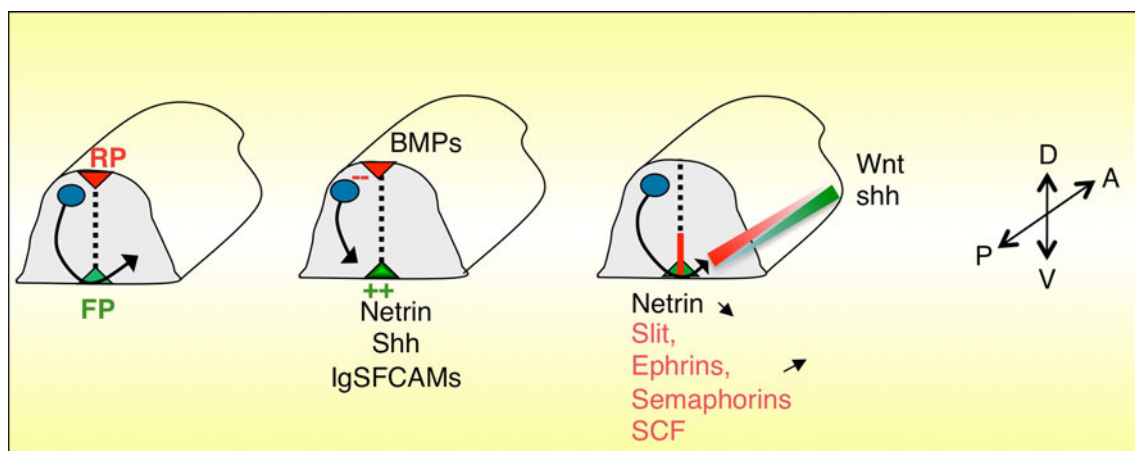 RP
FP
BMPs
--
++
Netrin
Shh
IgSFCAMs
Wnt
shh
Netrin
Slit,
Ephrins,
Semaphorins
SCF
D
A
P
V